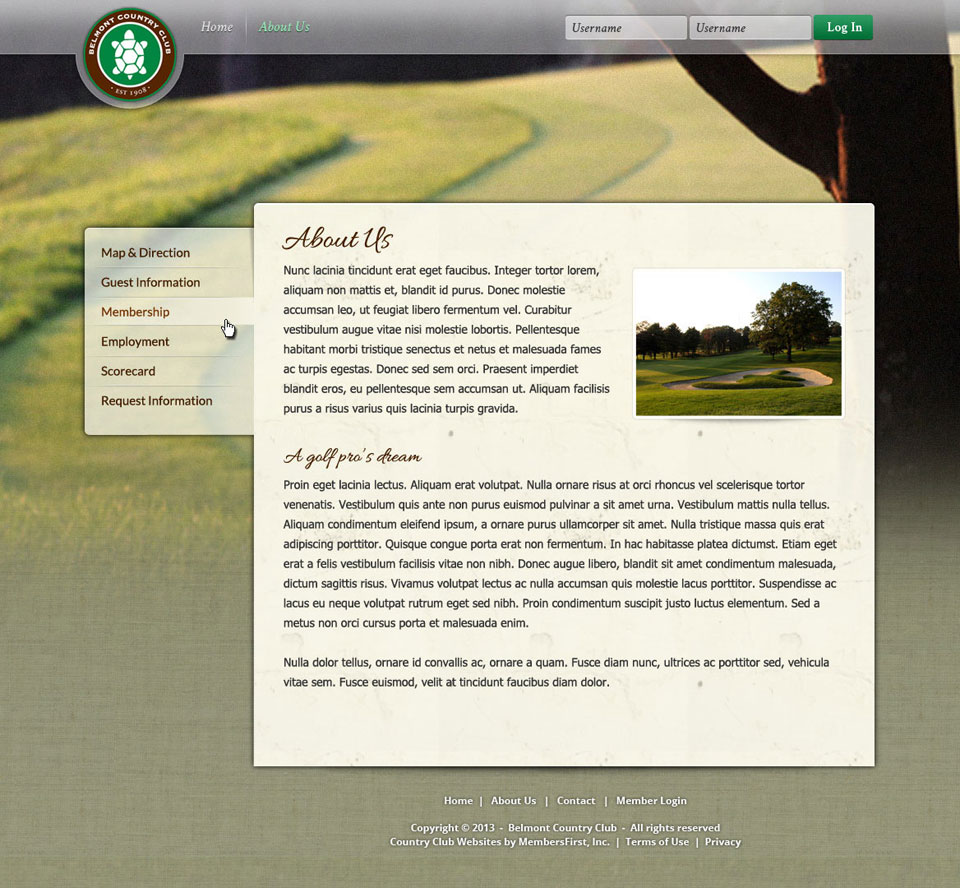 BELMONT COUNTRY CLUB
· EST 1908 ·
Home
About Us
Username
Username
Log In
Map & Direction
Guest Information
Membership
Employment
Scorecard
Request Information
About Us
Nunc lacinia tincidunt erat eget faucibus. Integer tortor lorem,
aliquam non mattis et, blandit id purus. Donec molestie
accumsan leo, ut feugiat libero fermentum vel. Curabitur
vestibulum augue vitae nisi molestie lobortis. Pellentesque
habitant morbi tristique senectus et netus et malesuada fames
ac turpis egestas. Donec sed sem orci. Praesent imperdiet
blandit eros, eu pellentesque sem accumsan ut. Aliquam facilisis
purus a risus varius quis lacinia turpis gravida.
A golf pro's dream
Proin eget lacinia lectus. Aliquam erat volutpat. Nulla ornare risus at orci rhoncus vel scelerisque tortor
venenatis. Vestibulum quis ante non purus euismod pulvinar a sit amet urna. Vestibulum mattis nulla tellus.
Aliquam condimentum eleifend ipsum, a ornare purus ullamcorper sit amet. Nulla tristique massa quis erat
adipiscing porttitor. Quisque congue porta erat non fermentum. In hac habitasse platea dictumst. Etiam eget
erat a felis vestibulum facilisis vitae non nibh. Donec augue libero, blandit sit amet condimentum malesuada,
dictum sagittis risus. Vivamus volutpat lectus ac nulla accumsan quis molestie lacus porttitor. Suspendisse ac
lacus eu neque volutpat rutrum eget sed nibh. Proin condimentum suscipit justo luctus elementum. Sed a
metus non orci cursus porta et malesuada enim.
Nulla dolor tellus, ornare id convallis ac, ornare a quam. Fusce diam nunc, ultrices ac porttitor sed, vehicula
vitae sem. Fusce euismod, velit at tincidunt faucibus diam dolor.
Home | About Us | Contact | Member Login
Copyright © 2013 - Belmont Country Club - All rights reserved
Country Club Websites by MembersFirst, Inc. | Terms of Use | Privacy